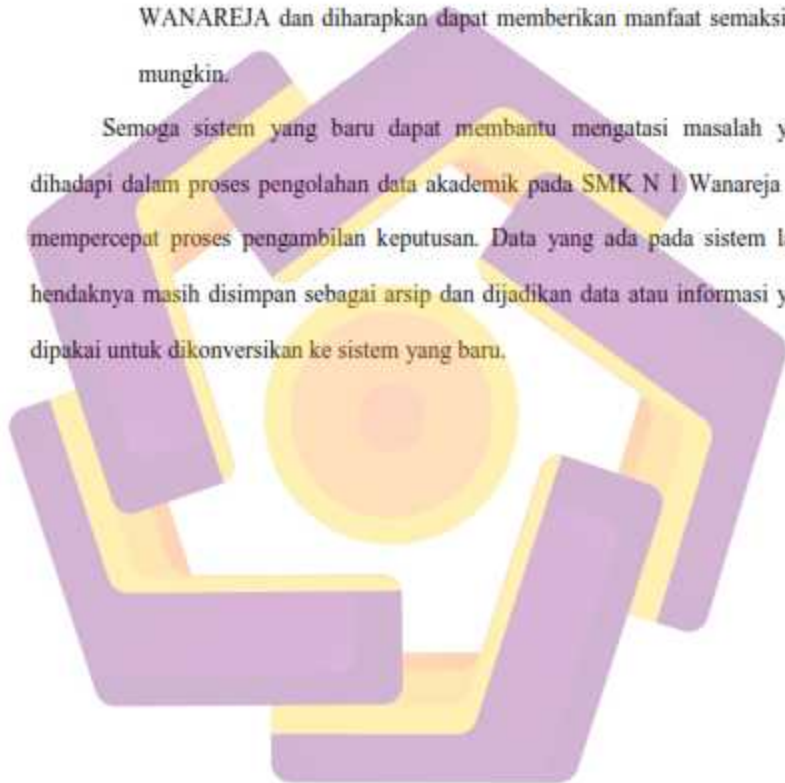 WANAREJA dan diharapkan dapat memberikan manfaat semaksi
mungkin.
Semoga sistem yang baru dapat membantu mengatasi masalah y
dihadapi dalam proses pengolahan data akademik pada SMK N 1 Wanareja
mempercepat proses pengambilan keputusan. Data yang ada pada sistem l
hendaknya masih disimpan sebagai arsip dan dijadikan data atau informasi y
dipakai untuk dikonversikan ke sistem yang baru.